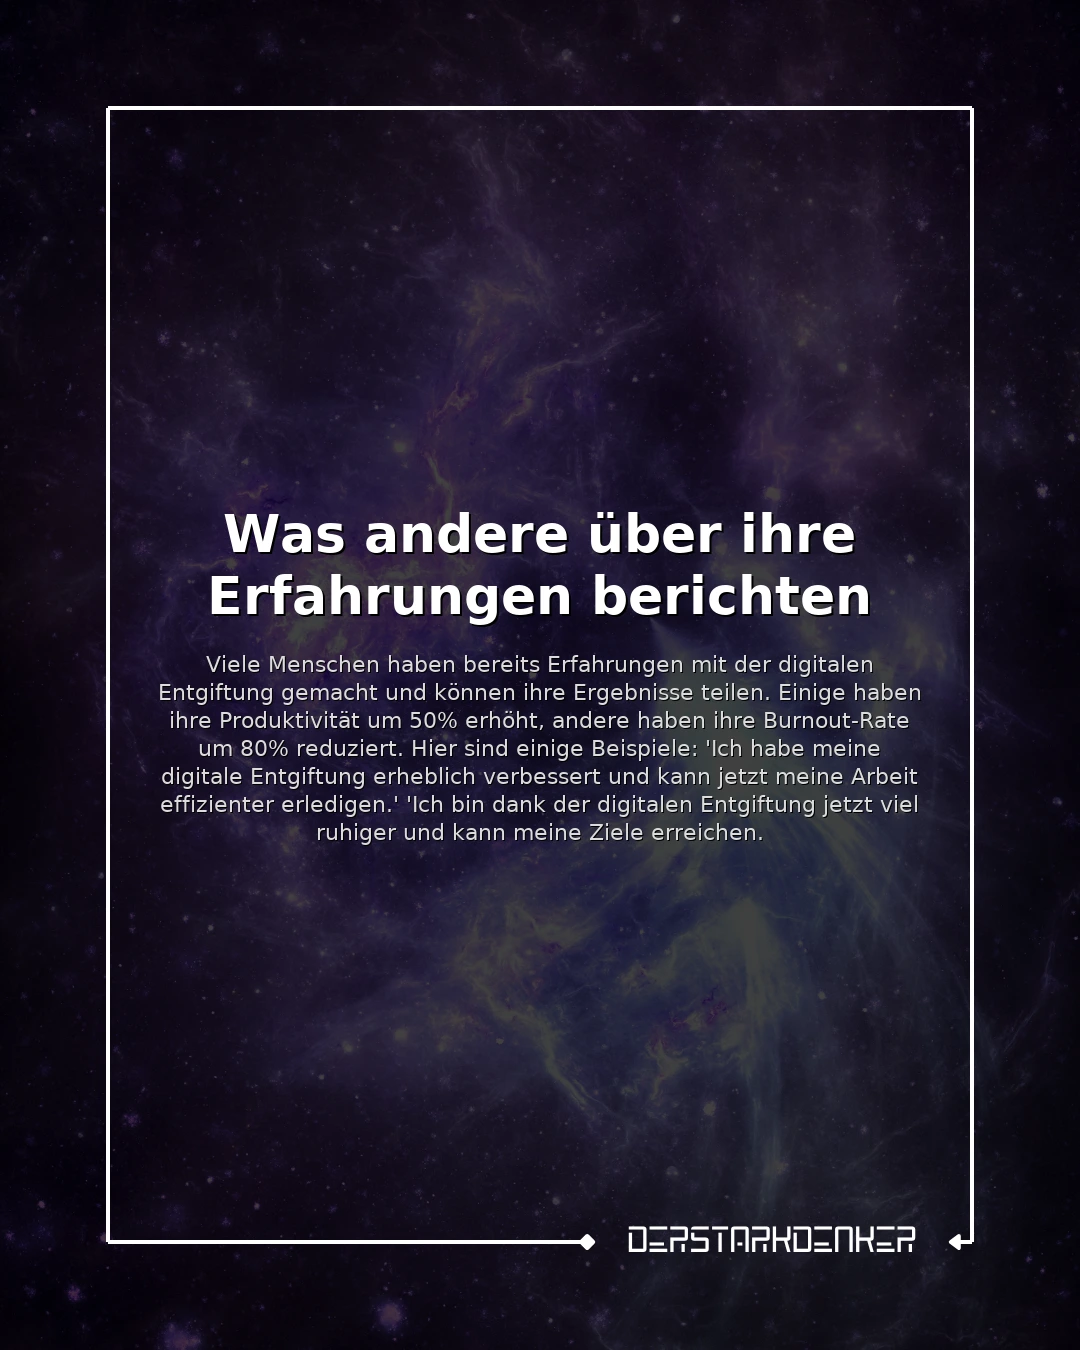 Was andere über ihre
Erfahrungen berichten
Viele Menschen haben bereits Erfahrungen mit der digitalen
Entgiftung gemacht und können ihre Ergebnisse teilen. Einige haben
ihre Produktivität um 50% erhöht, andere haben ihre Burnout-Rate
um 80% reduziert. Hier sind einige Beispiele: 'Ich habe meine
digitale Entgiftung erheblich verbessert und kann jetzt meine Arbeit
effizienter erledigen.' 'Ich bin dank der digitalen Entgiftung jetzt viel
ruhiger und kann meine Ziele erreichen.
DERSTARKDENKER